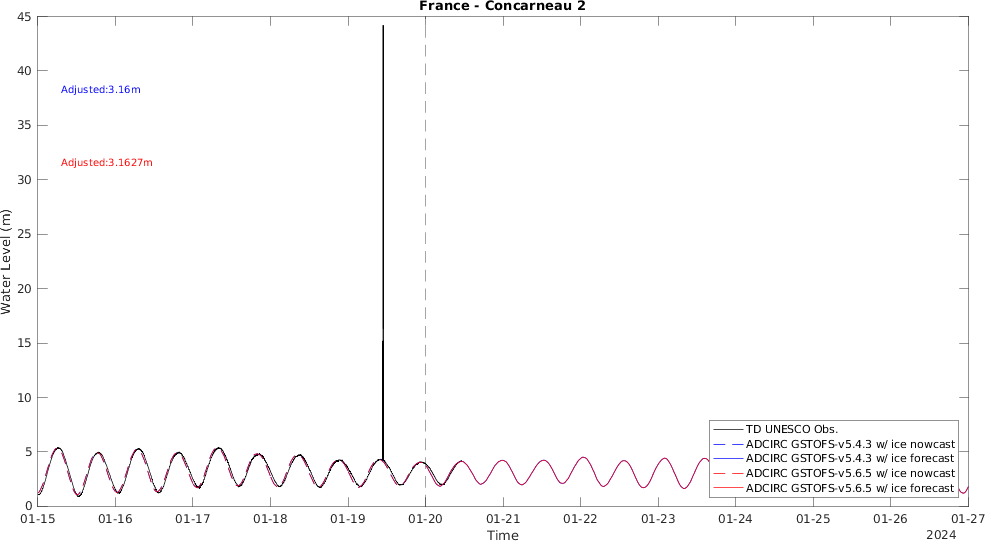 France - Concarneau 2
45
40
35
30
25
20
15
10
5
0
Water Level (m)
Adjusted:3.16m
Adjusted:3.1627m
TD UNESCO Obs.
ADCIRC GSTOFS-v5.4.3 w/ ice nowcast
ADCIRC GSTOFS-v5.4.3 w/ ice forecast
ADCIRC GSTOFS-v5.6.5 w/ ice nowcast
ADCIRC GSTOFS-v5.6.5 w/ ice forecast
01-15 01-16 01-17 01-18 01-19 01-20 01-21 01-22 01-23 01-24 01-25 01-26 01-27
Time
2024